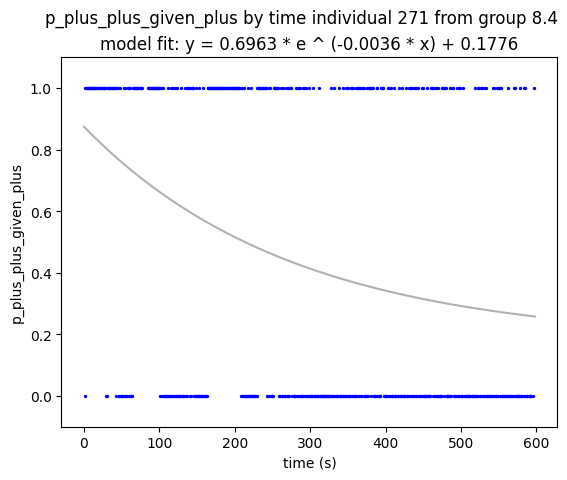 p_plus_plus_given_plus by time individual 271 from group 8.4
model fit: y = 0.6963 * e ^ (-0.0036 * x) + 0.1776
p_plus_plus_given_plus
1.0
0.8
0.6
0.4
0.2
0.0
0 100 200 300 400 500 600
time (s)